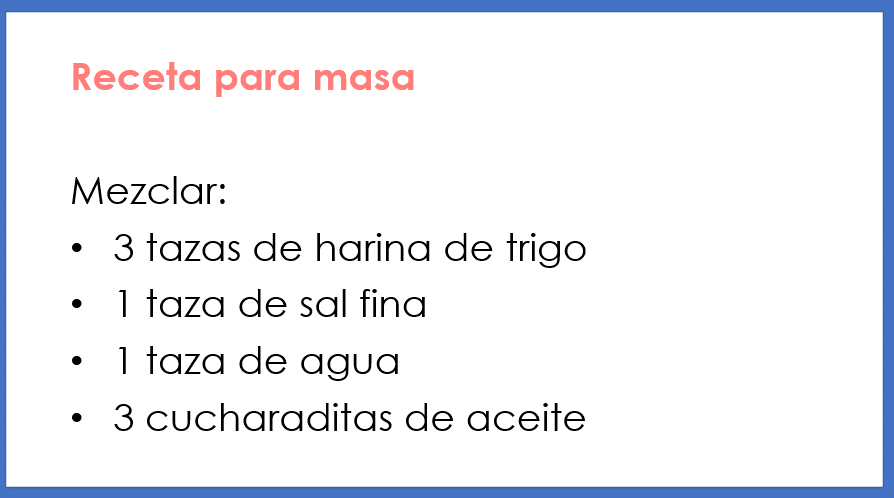 Receta para masa
Mezclar:
• 3 tazas de harina de trigo
• 1 taza de sal fina
• 1 taza de agua
• 3 cucharaditas de aceite